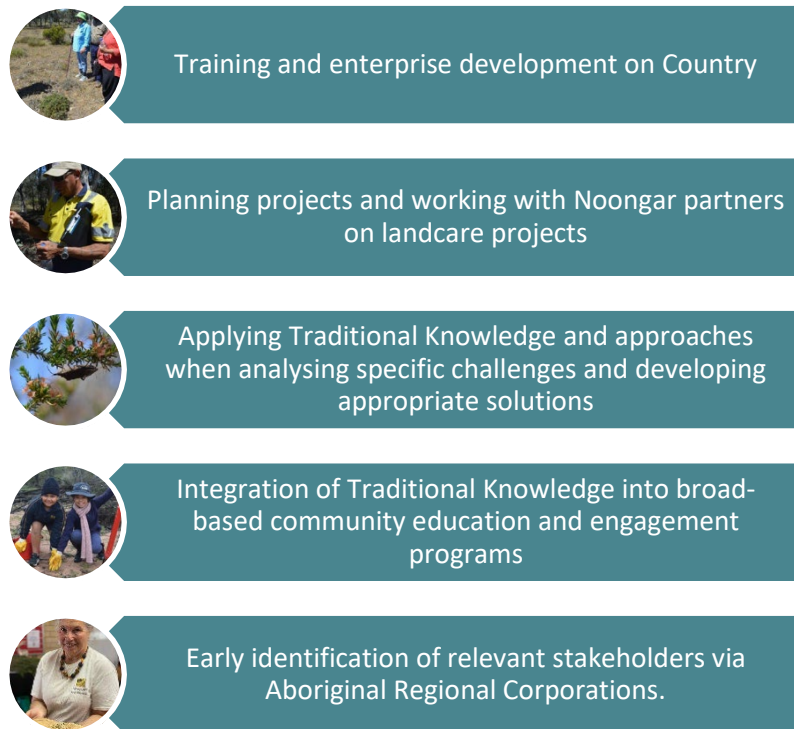 Training and enterprise development on Country
Planning projects and working with Noongar partners
on landcare projects
Applying Traditional Knowledge and approaches
when analysing specific challenges and developing
appropriate solutions
Integration of Traditional Knowledge into broad-
based community education and engagement
programs
Early identification of relevant stakeholders via
Aboriginal Regional Corporations.